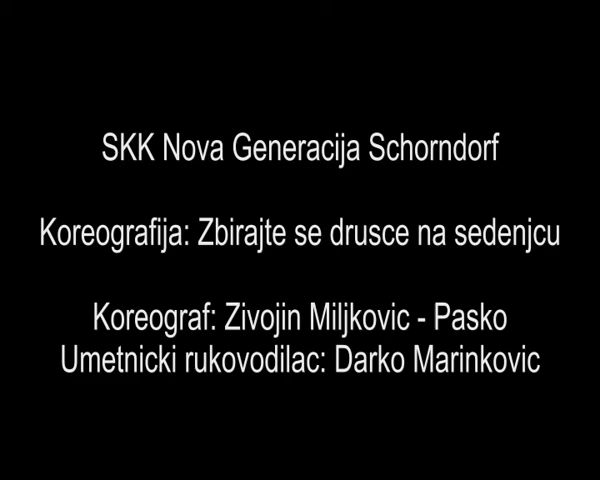 SKK Nova Generacija Schorndorf
Koreografija: Zbirajte se drusce na sedenjcu
Koreograf: Zivojin Miljkovic - Pasko
Umetnicki rukovodilac: Darko Marinkovic